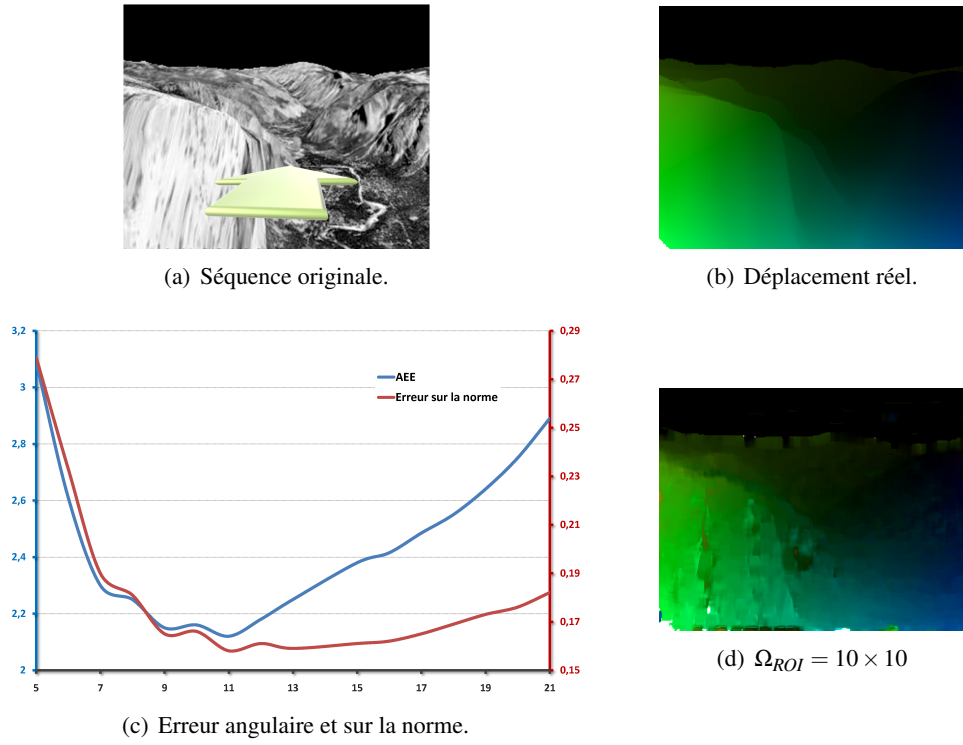 (a) Séquence originale.
(b) Déplacement réel.
3,2
3
2,8
2,6
2,4
2,2
2
0,29
0,27
0,25
0,23
0,21
0,19
0,17
0,15
AEE
Erreur sur la norme
5 7 9 11 13 15 17 19 21
(c) Erreur angulaire et sur la norme.
(d) Ω_ROI = 10 × 10